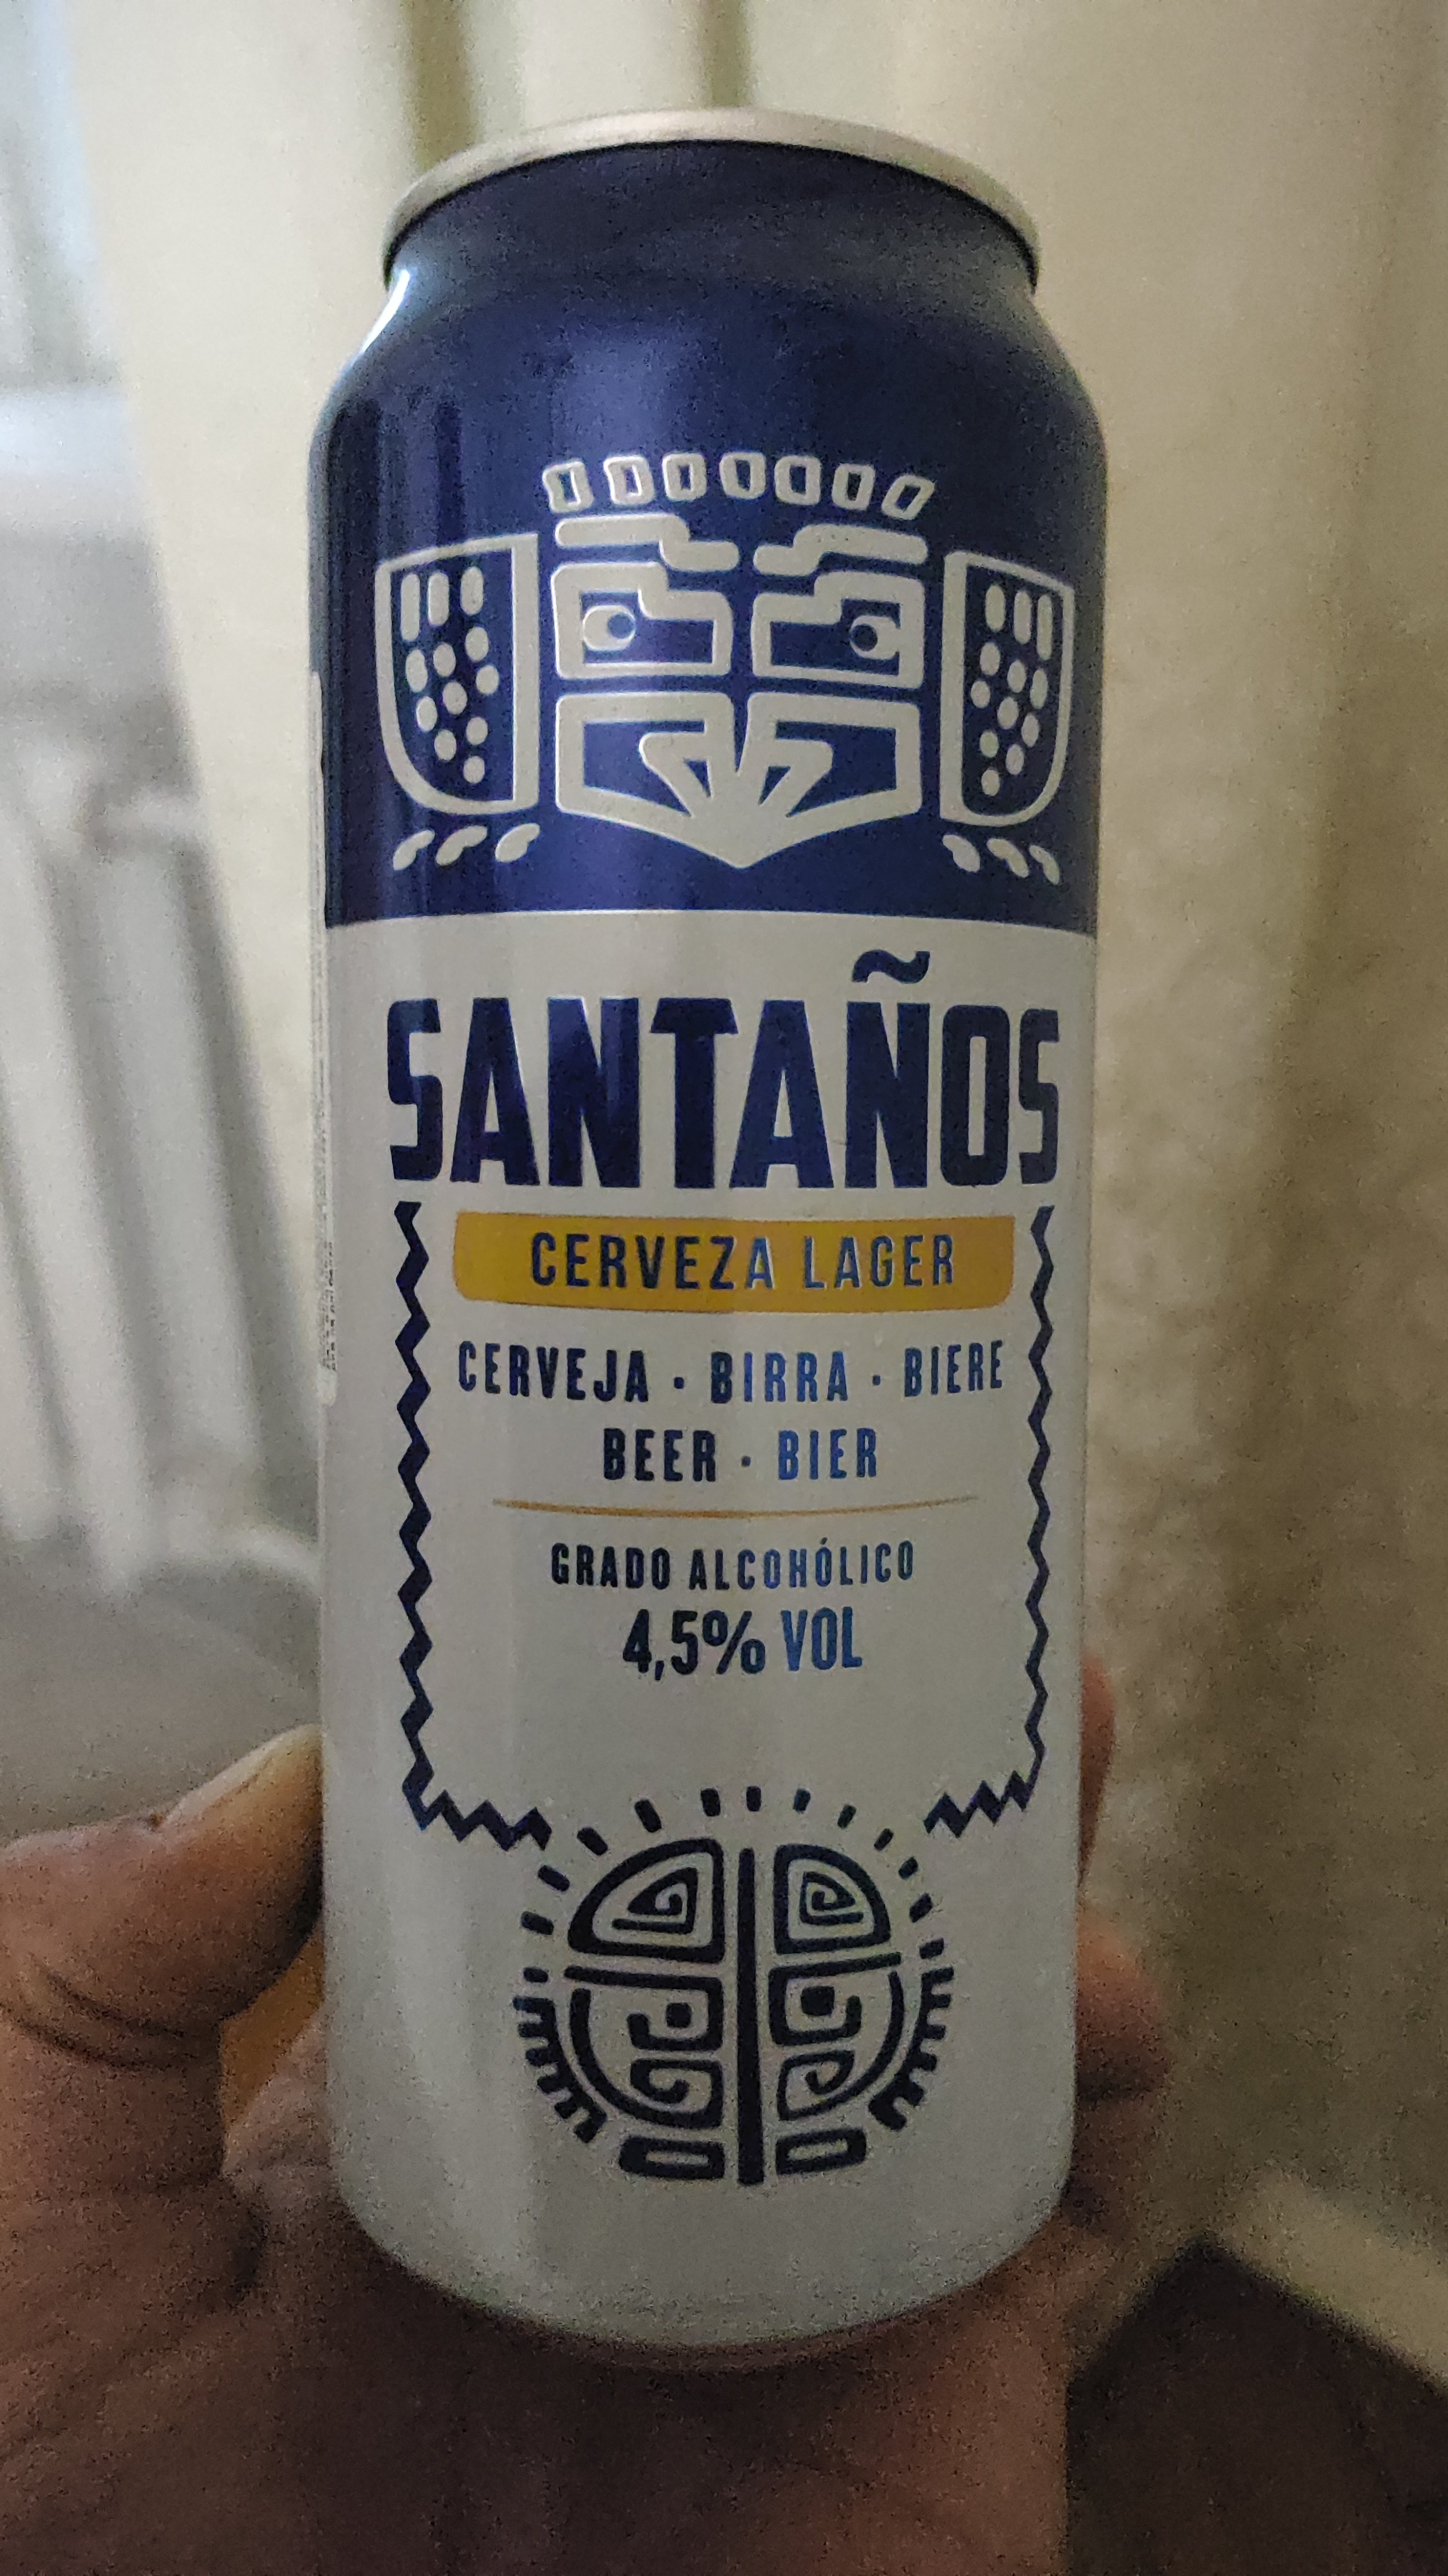 SANTAÑOS
CERVEZA LAGER
CERVEJA · BIRRA · BIERE
BEER · BIER
GRADO ALCOHÓLICO
4,5% VOL